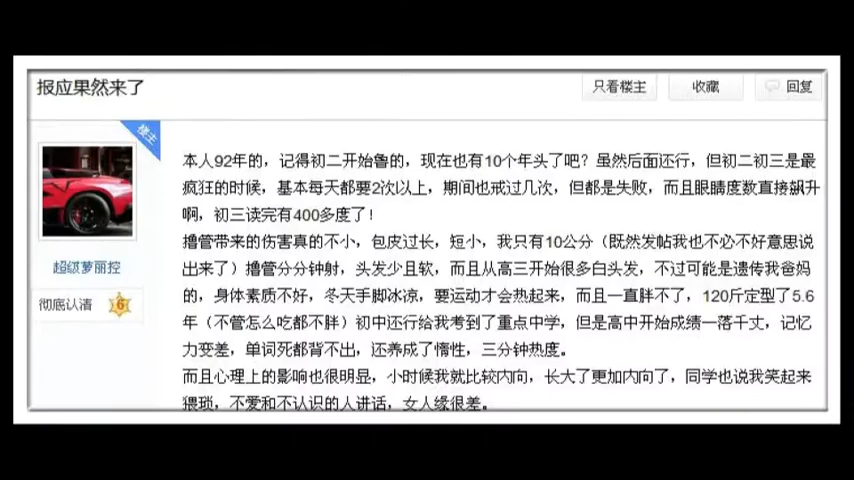 报应果然来了
只看楼主
收藏
回复
楼主
超级萝丽控
彻底认清
6
本人92年的，记得初二开始鲁的，现在也有10个年头了吧？虽然后面还行，但初二初三是最
疯狂的时候，基本每天都要2次以上，期间也戒过几次，但都是失败，而且眼睛度数直接飙升
啊，初三读完有400多度了！
撸管带来的伤害真的不小，包皮过长，短小，我只有10公分（既然发帖我也不必不好意思说
出来了）撸管分分钟射，头发少且软，而且从高三开始很多白头发，不过可能是遗传我爸妈
的，身体素质不好，冬天手脚冰凉，要运动才会热起来，而且一直胖不了，120斤定型了5.6
年（不管怎么吃都不胖）初中还行给我考到了重点中学，但是高中开始成绩一落千丈，记忆
力变差，单词死都背不出，还养成了惰性，三分钟热度。
而且心理上的影响也很明显，小时候我就比较内向，长大了更加内向了，同学也说我笑起来
猥琐，不爱和不认识的人讲话，女人缘很差。